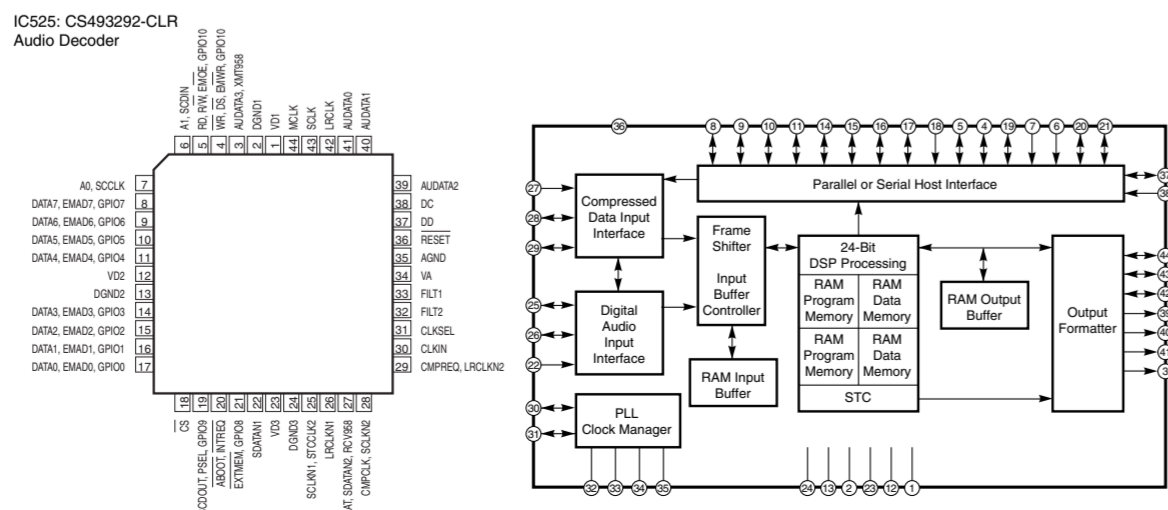 IC525: CS493292-CLR
Audio Decoder
A1, SCDIN
RD, R/W, EMOE, GPIO10
WR, DS, EMWR, GPIO10
AUDATA3, XMT958
DGND1
VD1
MCLK
SCLK
LRCLK
AUDATA0
AUDATA1
6 5 4 3 2 1 44 43 42 41 40
A0, SCCLK 7
DATA7, EMAD7, GPIO7 8
DATA6, EMAD6, GPIO6 9
DATA5, EMAD5, GPIO5 10
DATA4, EMAD4, GPIO4 11
VD2 12
DGND2 13
DATA3, EMAD3, GPIO3 14
DATA2, EMAD2, GPIO2 15
DATA1, EMAD1, GPIO1 16
DATA0, EMAD0, GPIO0 17
39 AUDATA2
38 DC
37 DD
36 RESET
35 AGND
34 VA
33 FILT1
32 FILT2
31 CLKSEL
30 CLKIN
29 CMPREQ, LRCLKN2
18 19 20 21 22 23 24 25 26 27 28
CS
CDOUT, PSEL, GPIO9
ABOOT, INTREQ
EXTMEM, GPIO8
SDATAN1
VD3
DGND3
SCLKN1, STCCLK2
LRCLKN1
AT, SDATAN2, RCV958
CMPCLK, SCLKN2
36 8 9 10 11 14 15 16 17 18 5 4 19 7 6 20 21
Parallel or Serial Host Interface
37
38
27
28
29
Compressed
Data Input
Interface
Frame
Shifter
Input
Buffer
Controller
24-Bit
DSP Processing
RAM
Program
Memory
RAM
Data
Memory
RAM
Program
Memory
RAM
Data
Memory
STC
RAM Output
Buffer
Output
Formatter
44
43
42
39
40
41
3
25
26
22
Digital
Audio
Input
Interface
RAM Input
Buffer
30
31
PLL
Clock Manager
32 33 34 35 24 13 2 23 12 1